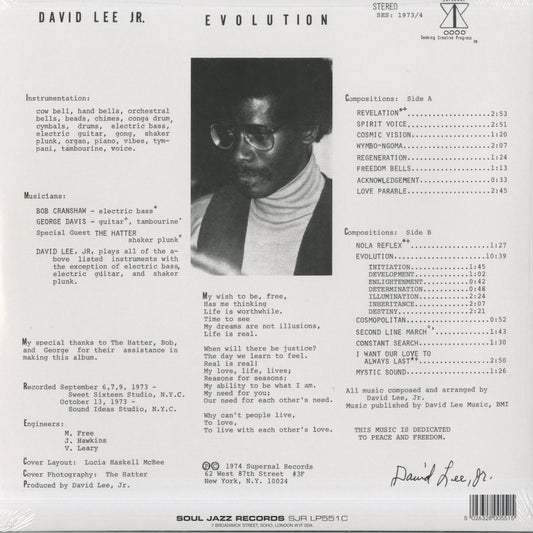 DAVID LEE JR. EVOLUTION
STEREO
SES: 1973/4
Seeking Creative Progress TM
Instrumentation:
cow bell, hand bells, orchestral
bells, beads, chimes, conga drum,
cymbals, drums, electric bass,
electric guitar, gong, shaker
plunk, organ, piano, vibes, tym-
pani, tambourine, voice.
Musicians:
BOB CRANSHAW - electric bass*
GEORGE DAVIS - guitar+, tambourine'
Special Guest THE HATTER
shaker plunk°
DAVID LEE, JR, plays all of the a-
bove listed instruments with
the exception of electric bass,
electric guitar, and shaker
plunk.
My special thanks to The Hatter, Bob,
and George for their assistance in
making this album.
Recorded September 6,7,9, 1973 -
Sweet Sixteen Studio, N.Y.C.
October 13, 1973 -
Sound Ideas Studio, N.Y.C.
Engineers:
M. Free
J. Hawkins
V. Leary
Cover Layout: Lucia Haskell McBee
Cover Photography: The Hatter
Produced by David Lee, Jr.
My wish to be, free,
Has me thinking
Life is worthwhile.
Time to see
My dreams are not illusions,
Life is real.
When will there be justice?
The day we learn to feel.
Real is real!
My love, life, lives;
Reasons for seasons;
My ability to be what I am.
My need for you;
Our need for each other's need.
Why can't people live,
To love,
To live with each other's love.
Ⓟ© 1974 Supernal Records
62 West 87th Street #3F
New York, N.Y. 10024
Compositions: Side A
REVELATION 2:53
SPIRIT VOICE 2:51
COSMIC VISION 1:20
WYMBO-NGOMA 2:07
REGENERATION 1:24
FREEDOM BELLS 1:13
ACKNOWLEDGEMENT 0:33
LOVE PARABLE 2:45
Compositions: Side B
NOLA REFLEX*+ 1:27
EVOLUTION 10:39
INITIATION 1:45
DEVELOPMENT 1:02
ENLIGHTENMENT 0:42
DETERMINATION 0:48
ILLUMINATION 2:24
INHERITANCE 2:07
DESTINY 2:21
COSMOPOLITAN 0:52
SECOND LINE MARCH 1:43
CONSTANT SEARCH 1:30
I WANT OUR LOVE TO
ALWAYS LAST*+ 2:50
MYSTIC SOUND 1:26
All music composed and arranged by
David Lee, Jr.
Music published by David Lee Music, BMI
THIS MUSIC IS DEDICATED
TO PEACE AND FREEDOM.
David Lee, Jr.
SOUL JAZZ RECORDS SJR LP551C
7 BROADWICK STREET, SOHO, LONDON W1F 0DA
5 026328 005515